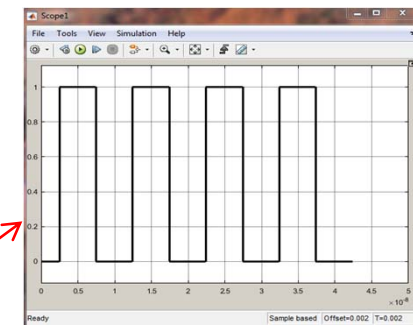 Scope1
File Tools View Simulation Help
1
0.8
0.6
0.4
0.2
0
0 0.5 1 1.5 2 2.5 3 3.5 4 4.5 5
Ready Sample based Offset=0.002 T=0.002